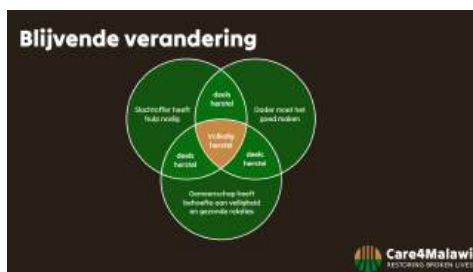 Blijvende verandering
deels
herstel
Slachtoffer heeft
hulp nodig
Dader moet het
goed maken
Volledig
herstel
deels
herstel
deels
herstel
Gemeenschap heeft
behoefte aan veiligheid
en gezonde relaties
Care4Malawi
RESTORING BROKEN LIVES